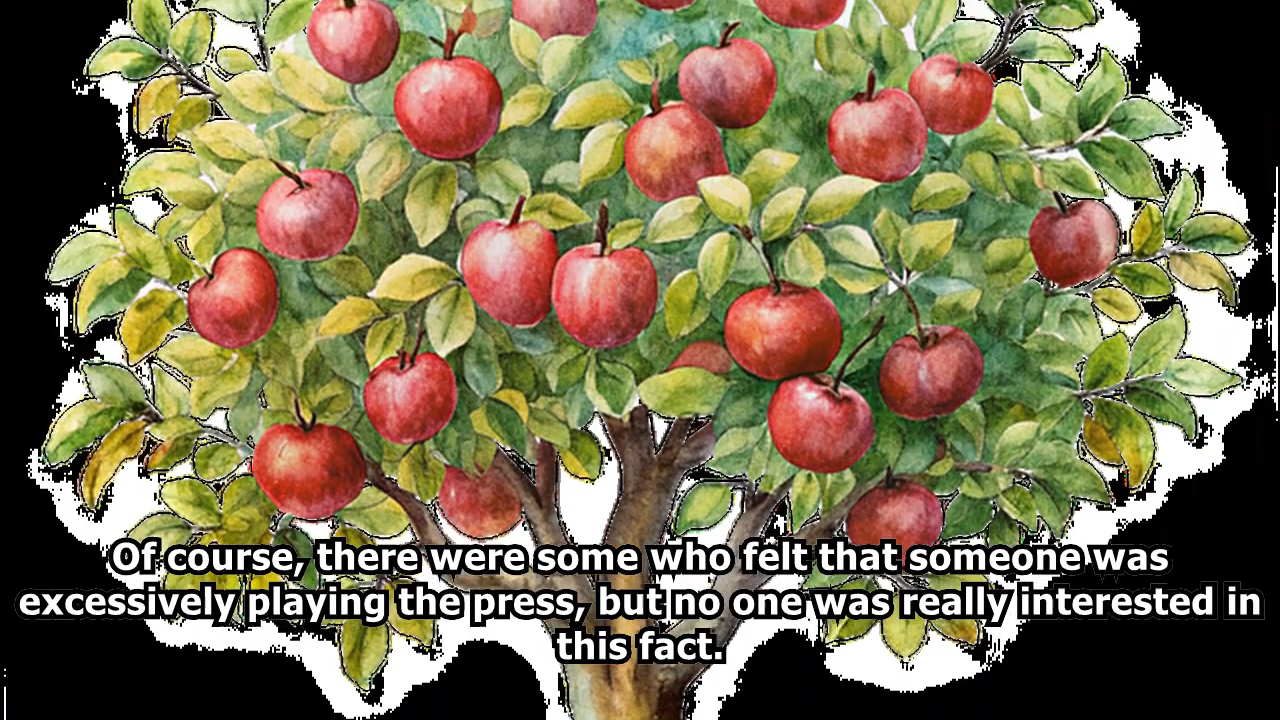 Of course, there were some who felt that someone was
excessively playing the press, but no one was really interested in
this fact.